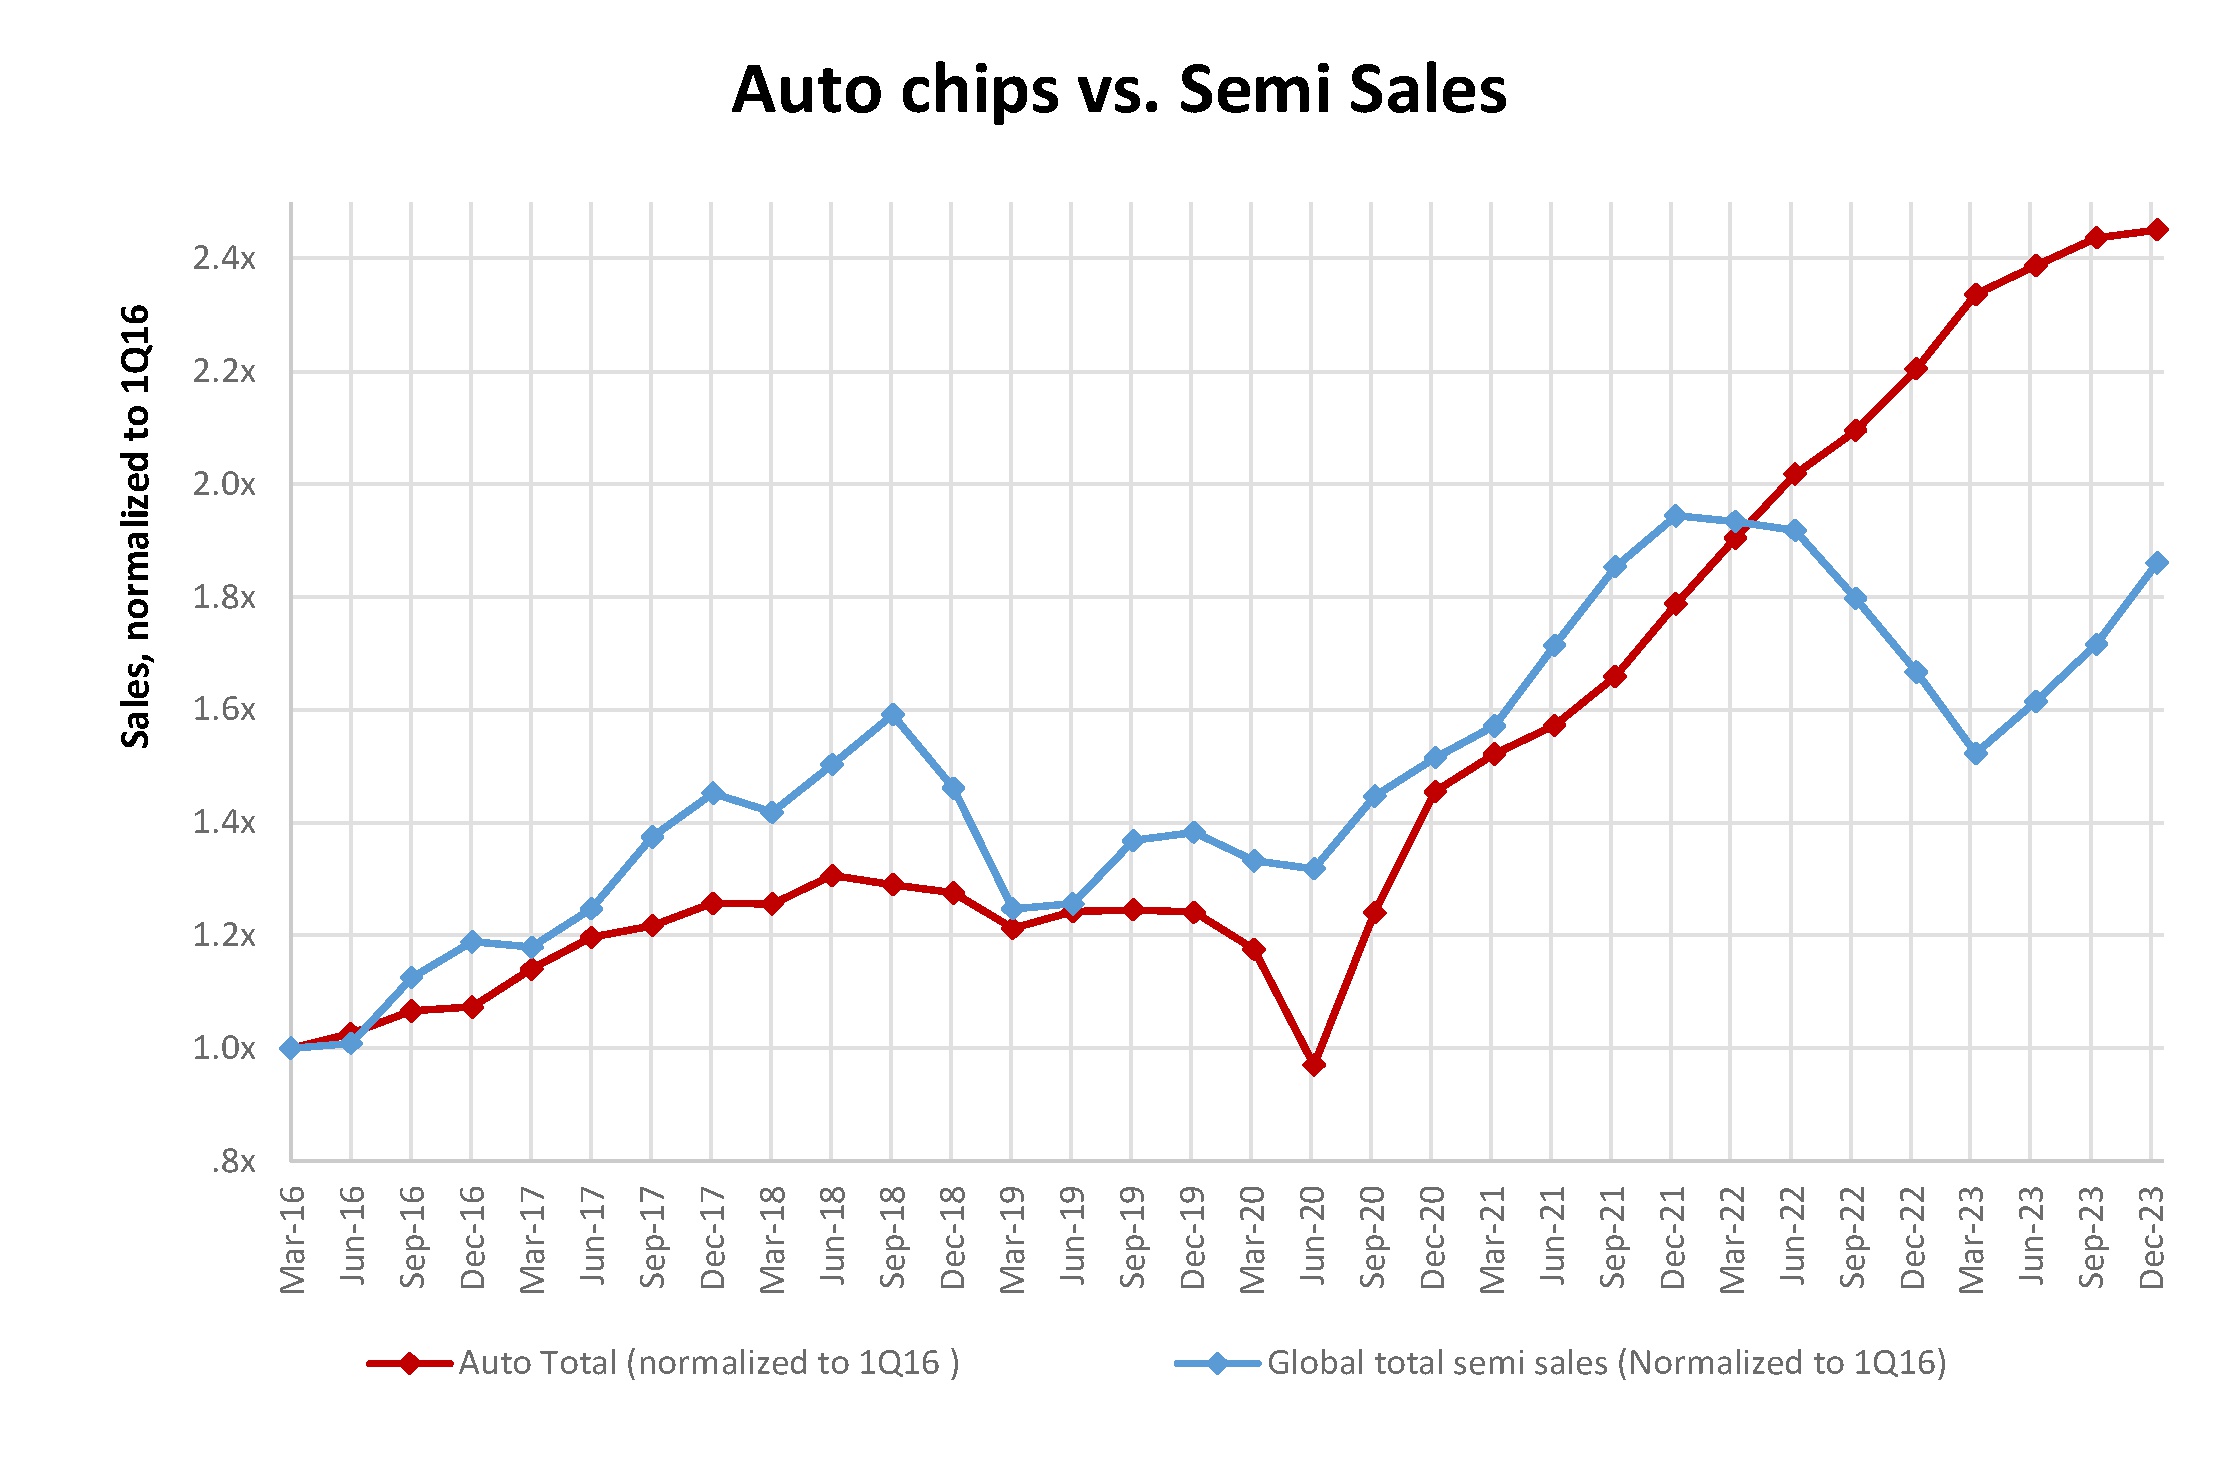 Auto chips vs. Semi Sales
Sales, normalized to 1Q16
2.4x
2.2x
2.0x
1.8x
1.6x
1.4x
1.2x
1.0x
.8x
Mar-16
Jun-16
Sep-16
Dec-16
Mar-17
Jun-17
Sep-17
Dec-17
Mar-18
Jun-18
Sep-18
Dec-18
Mar-19
Jun-19
Sep-19
Dec-19
Mar-20
Jun-20
Sep-20
Dec-20
Mar-21
Jun-21
Sep-21
Dec-21
Mar-22
Jun-22
Sep-22
Dec-22
Mar-23
Jun-23
Sep-23
Dec-23
Auto Total (normalized to 1Q16 )
Global total semi sales (Normalized to 1Q16)